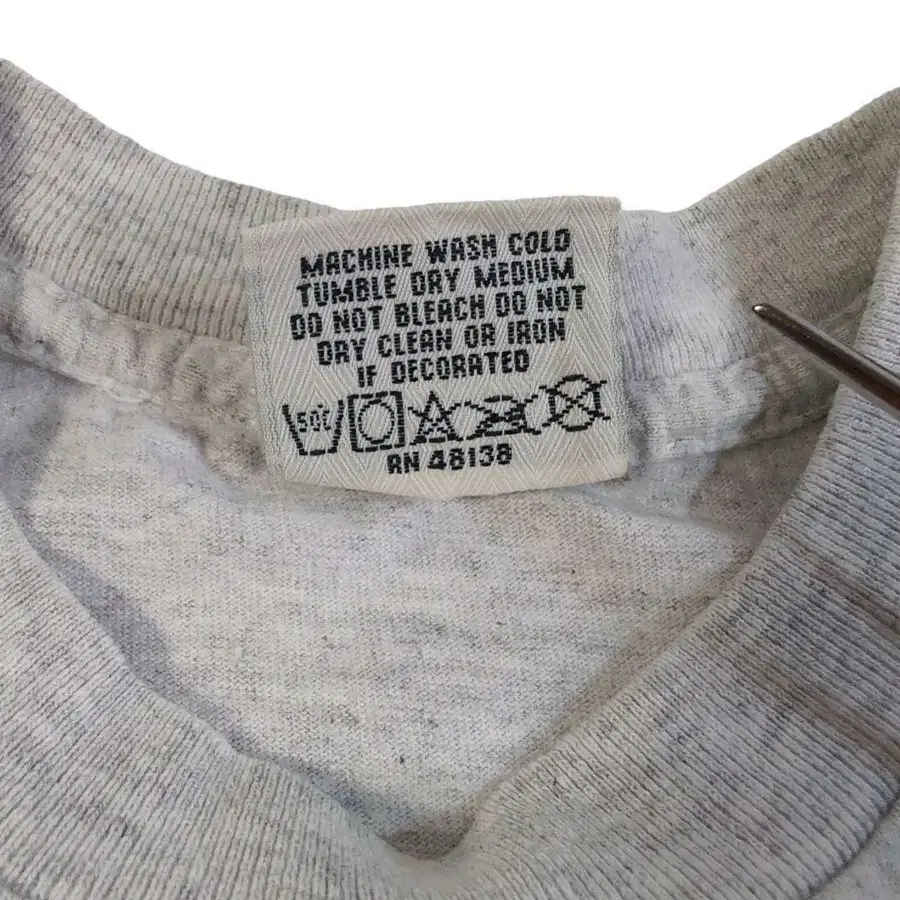 MACHINE WASH COLD
TUMBLE DRY MEDIUM
DO NOT BLEACH DO NOT
DRY CLEAN OR IRON
IF DECORATED
50°C
RN 48138